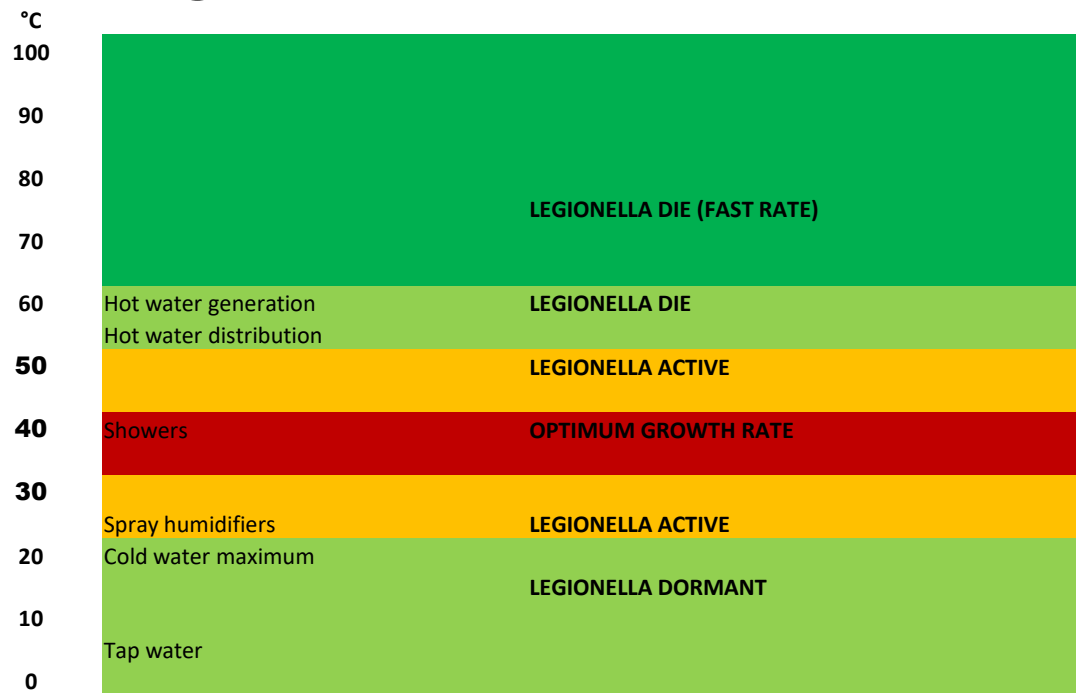 °C
100
90
80
LEGIONELLA DIE (FAST RATE)
70
60 Hot water generation LEGIONELLA DIE
Hot water distribution
50 LEGIONELLA ACTIVE
40 Showers OPTIMUM GROWTH RATE
30
Spray humidifiers LEGIONELLA ACTIVE
20 Cold water maximum
LEGIONELLA DORMANT
10
Tap water
0